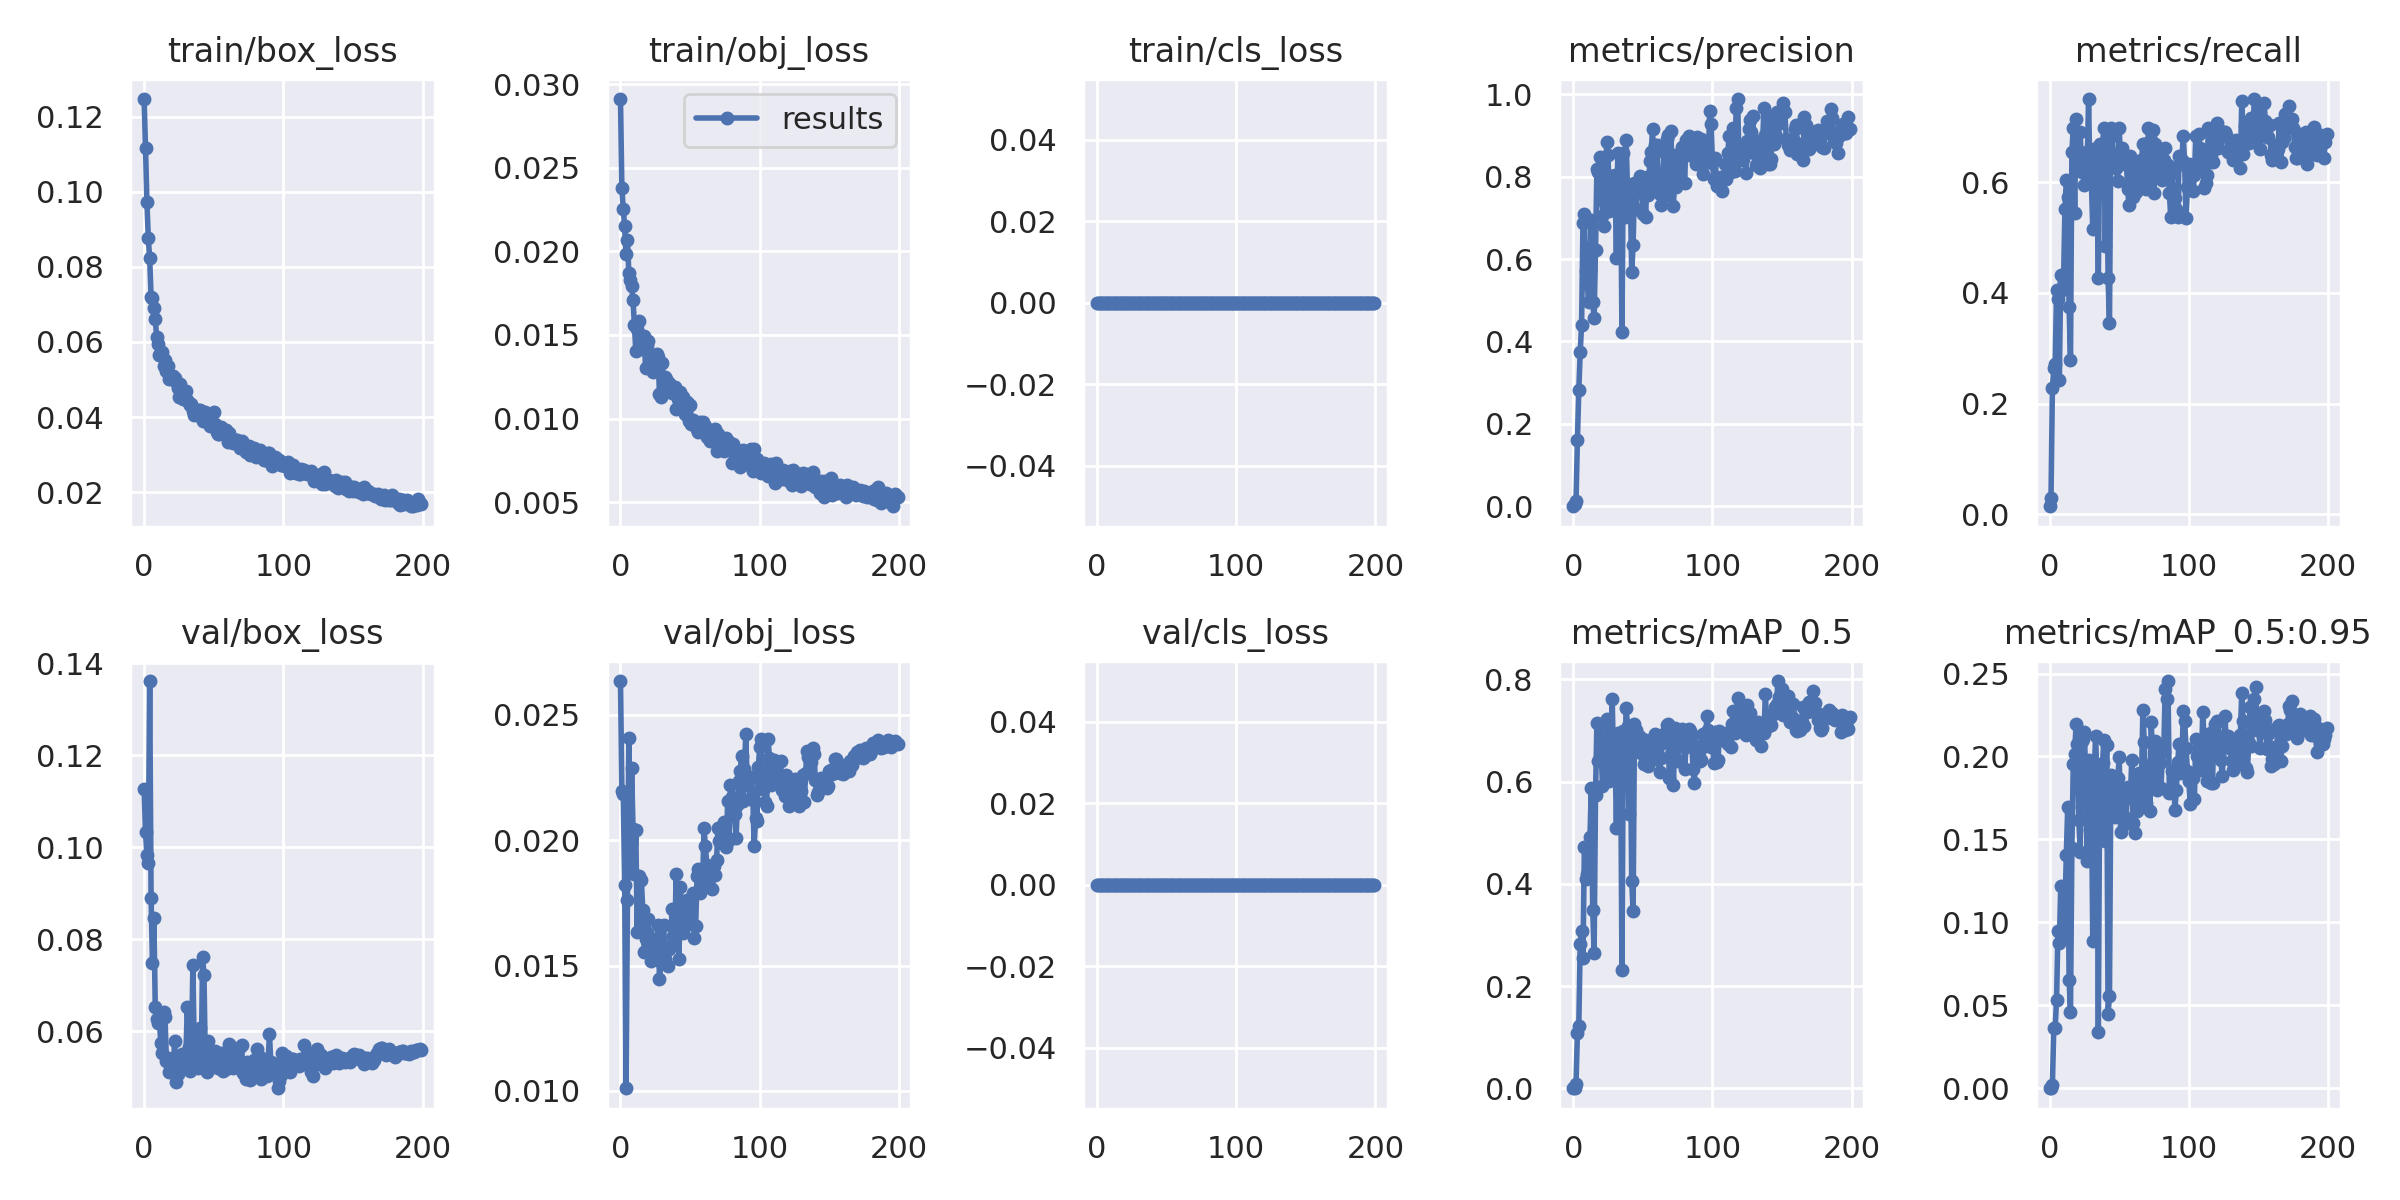 train/box_loss
0.12
0.10
0.08
0.06
0.04
0.02
0 100 200
train/obj_loss
results
0.030
0.025
0.020
0.015
0.010
0.005
0 100 200
train/cls_loss
0.04
0.02
0.00
−0.02
−0.04
0 100 200
metrics/precision
1.0
0.8
0.6
0.4
0.2
0.0
0 100 200
metrics/recall
0.6
0.4
0.2
0.0
0 100 200
val/box_loss
0.14
0.12
0.10
0.08
0.06
0 100 200
val/obj_loss
0.025
0.020
0.015
0.010
0 100 200
val/cls_loss
0.04
0.02
0.00
−0.02
−0.04
0 100 200
metrics/mAP_0.5
0.8
0.6
0.4
0.2
0.0
0 100 200
metrics/mAP_0.5:0.95
0.25
0.20
0.15
0.10
0.05
0.00
0 100 200